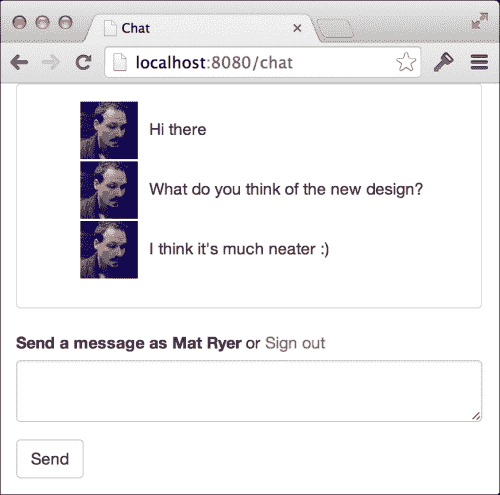 Chat
localhost:8080/chat
Hi there
What do you think of the new design?
I think it's much neater :)
Send a message as Mat Ryer or Sign out
Send